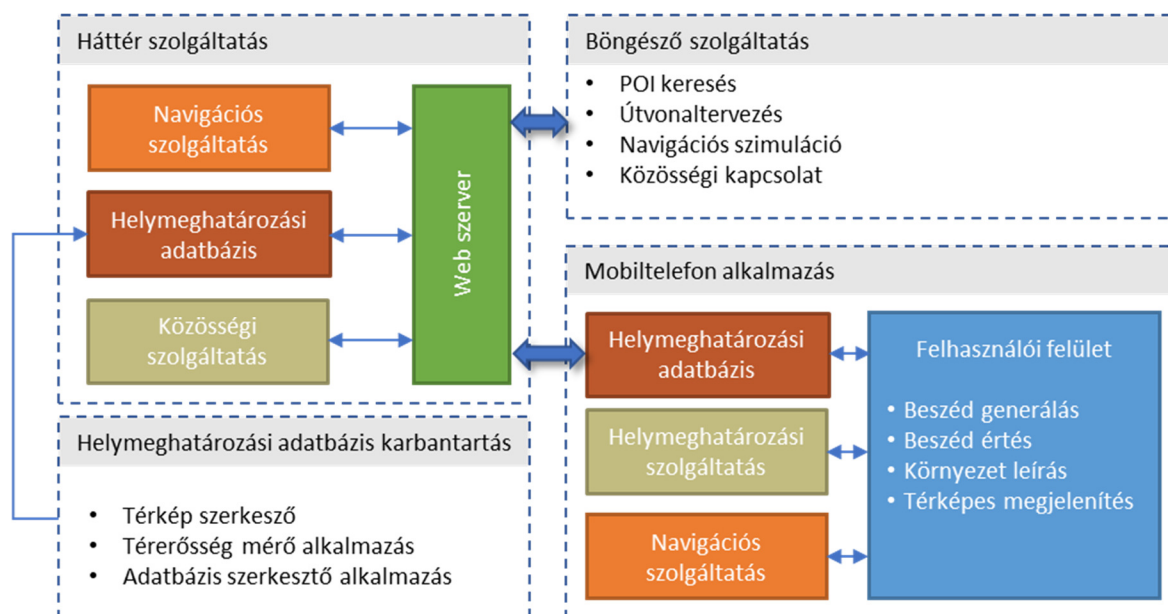 Háttér szolgáltatás
Navigációs
szolgáltatás
Helymeghatározási
adatbázis
Közösségi
szolgáltatás
Web szerver
Böngésző szolgáltatás
• POI keresés
• Útvonaltervezés
• Navigációs szimuláció
• Közösségi kapcsolat
Helymeghatározási adatbázis karbantartás
• Térkép szerkesző
• Térerősség mérő alkalmazás
• Adatbázis szerkesztő alkalmazás
Mobiltelefon alkalmazás
Helymeghatározási
adatbázis
Helymeghatározási
szolgáltatás
Navigációs
szolgáltatás
Felhasználói felület
• Beszéd generálás
• Beszéd értés
• Környezet leírás
• Térképes megjelenítés